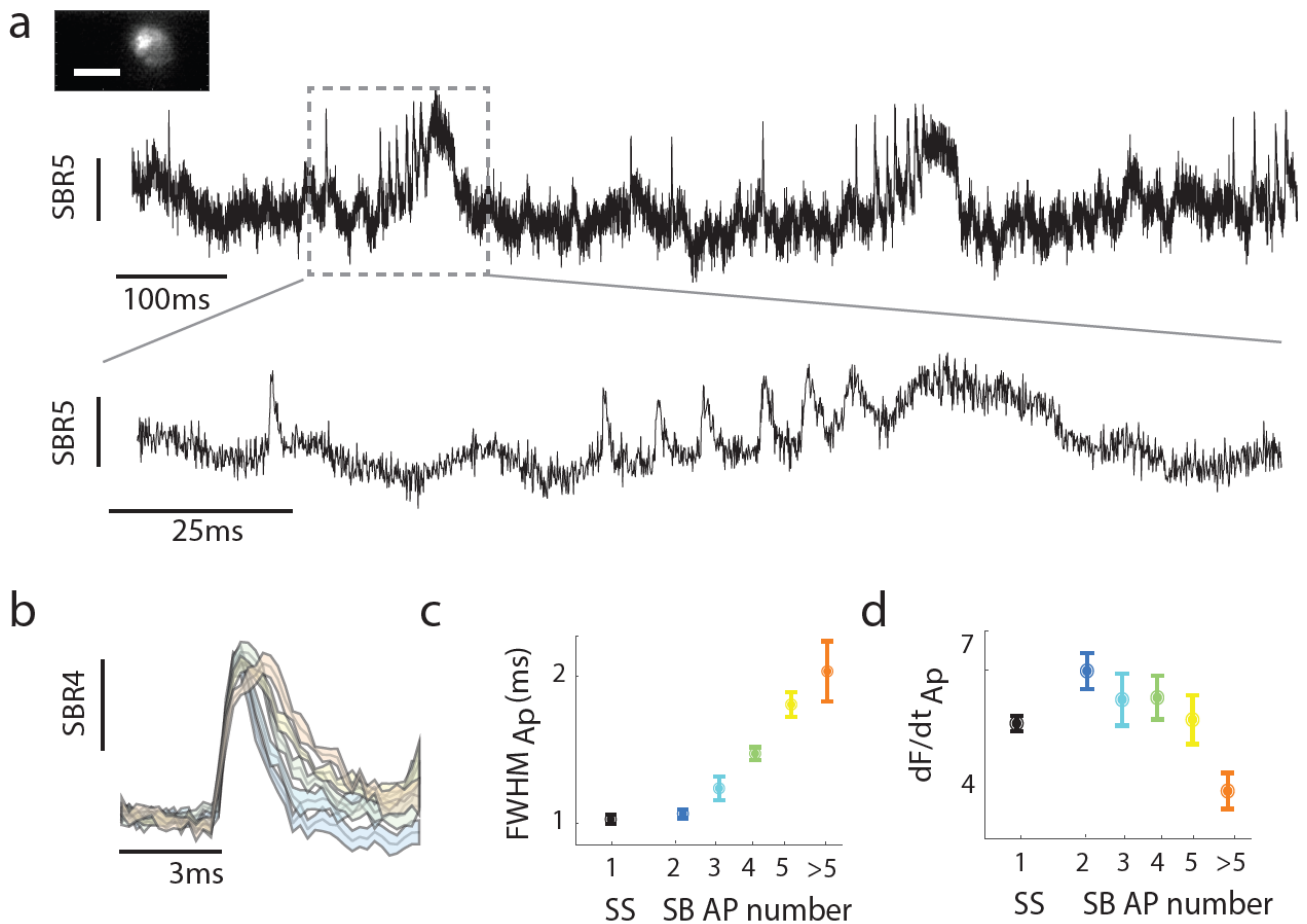 a
SBR5
100ms
SBR5
25ms
b
SBR4
3ms
c
FWHM Ap (ms)
2
1
1 2 3 4 5 >5
SS SB AP number
d
dF/dt Ap
7
4
1 2 3 4 5 >5
SS SB AP number